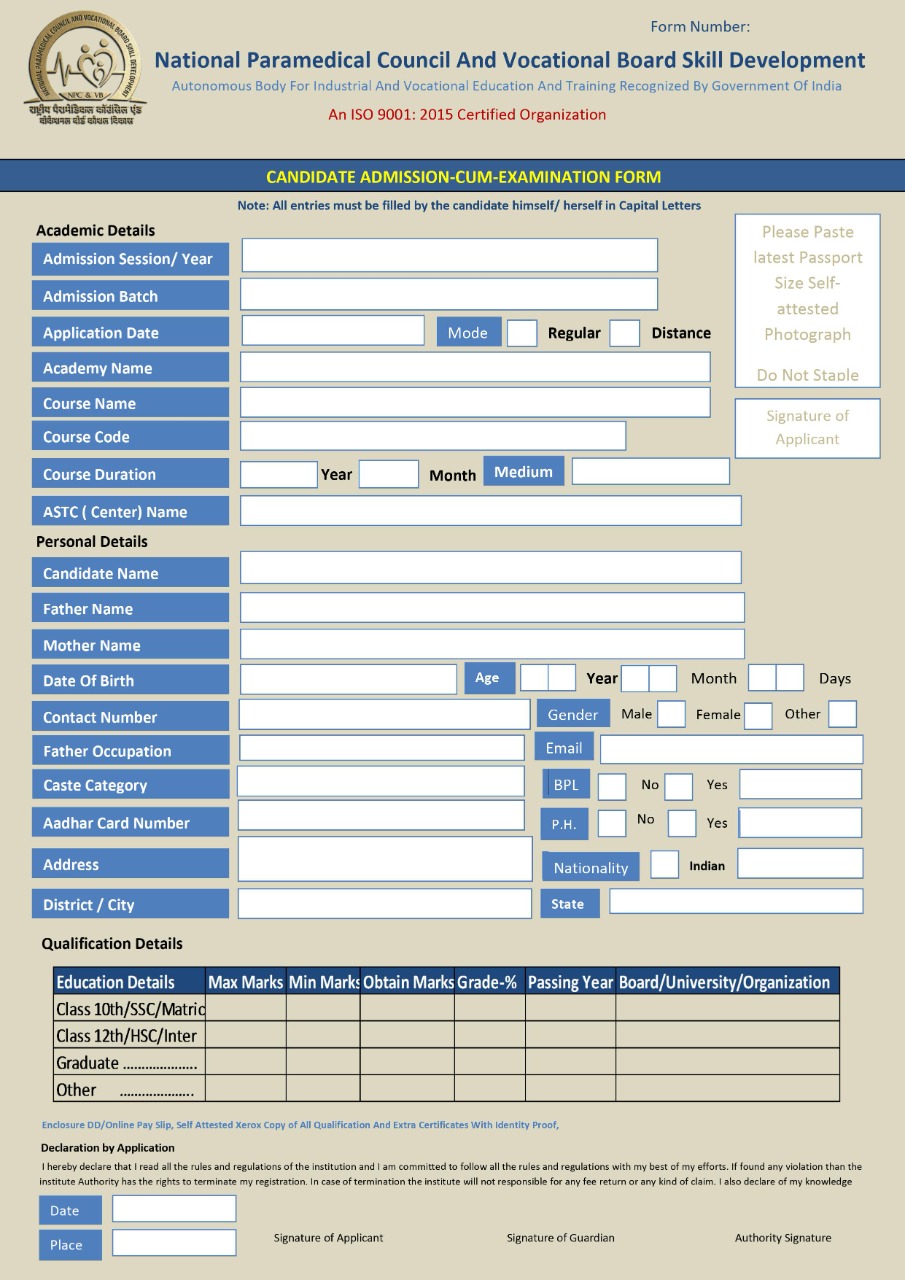 Form Number:
National Paramedical Council And Vocational Board Skill Development
Autonomous Body For Industrial And Vocational Education And Training Recognized By Government Of India
An ISO 9001: 2015 Certified Organization
NATIONAL PARAMEDICAL COUNCIL AND VOCATIONAL BOARD SKILL DEVELOPMENT
NPC & VB
राष्ट्रीय पैरामेडिकल कॉउंसिल एंड
वोकेशनल बोर्ड कौशल विकास
CANDIDATE ADMISSION-CUM-EXAMINATION FORM
Note: All entries must be filled by the candidate himself/ herself in Capital Letters
Academic Details
Please Paste
latest Passport
Size Self-
attested
Photograph
Do Not Staple
Signature of
Applicant
Admission Session/ Year
Admission Batch
Application Date Mode Regular Distance
Academy Name
Course Name
Course Code
Course Duration Year Month Medium
ASTC ( Center) Name
Personal Details
Candidate Name
Father Name
Mother Name
Date Of Birth Age Year Month Days
Contact Number Gender Male Female Other
Father Occupation Email
Caste Category BPL No Yes
Aadhar Card Number P.H. No Yes
Address Nationality Indian
District / City State
Qualification Details
Education Details Max Marks Min Marks Obtain Marks Grade-% Passing Year Board/University/Organization
Class 10th/SSC/Matric
Class 12th/HSC/Inter
Graduate ....................
Other ....................
Enclosure DD/Online Pay Slip, Self Attested Xerox Copy of All Qualification And Extra Certificates With Identity Proof,
Declaration by Application
I hereby declare that I read all the rules and regulations of the institution and I am committed to follow all the rules and regulations with my best of my efforts. If found any violation than the
institute Authority has the rights to terminate my registration. In case of termination the institute will not responsible for any fee return or any kind of claim. I also declare of my knowledge
Date
Place Signature of Applicant Signature of Guardian Authority Signature